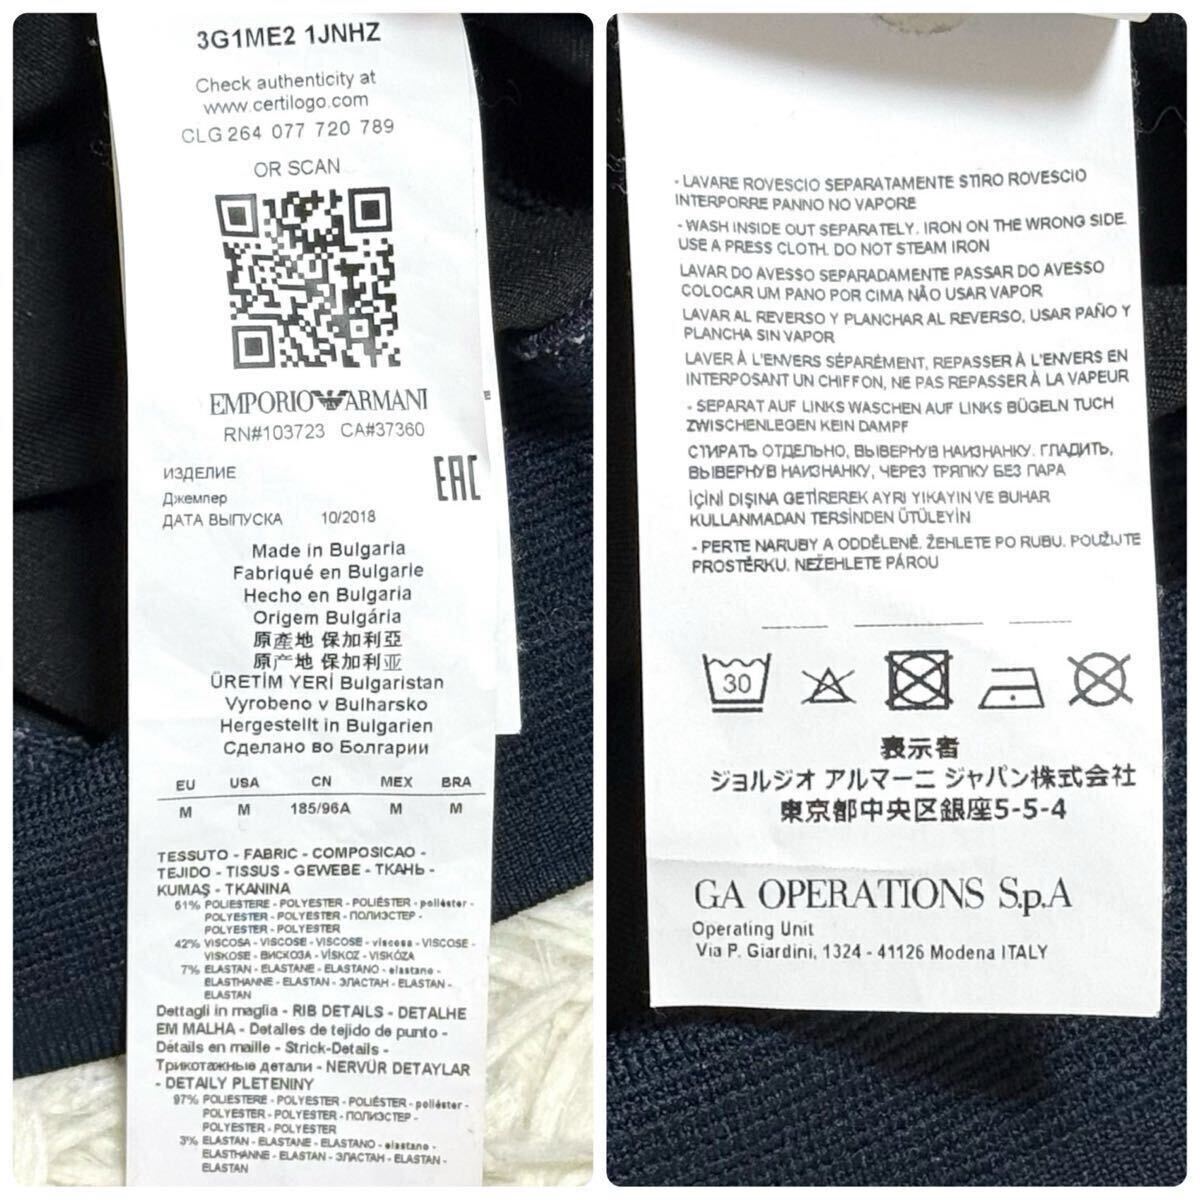 3G1ME2 1JNHZ
Check authenticity at
www.certilogo.com
CLG 264 077 720 789
OR SCAN
EMPORIO ARMANI
RN#103723 CA#37360
ИЗДЕЛИЕ
EAC
Джемпер
ДАТА ВЫПУСКА 10/2018
Made in Bulgaria
Fabriqué en Bulgarie
Hecho en Bulgaria
Origem Bulgária
原產地 保加利亞
原产地 保加利亚
ÜRETİM YERİ Bulgaristan
Vyrobeno v Bulharsko
Hergestellt in Bulgarien
Сделано во Болгарии
EU USA CN MEX BRA
M M 185/96A M M
TESSUTO - FABRIC - COMPOSICAO -
TEJIDO - TISSUS - GEWEBE - ТКАНЬ -
KUMAŞ - TKANINA
51% POLIESTERE - POLYESTER - POLIÉSTER - poliéster -
POLYESTER - POLYESTER - ПОЛИЭСТЕР -
POLYESTER - POLYESTER
42% VISCOSA - VISCOSE - VISCOSE - viscosa - VISCOSE -
VISKOSE - ВИСКОЗА - VİSKOZ - VISKÓZA
7% ELASTAN - ELASTANE - ELASTANO - elastano -
ELASTHANNE - ELASTAN - ЭЛАСТАН - ELASTAN -
ELASTAN
Dettagli in maglia - RIB DETAILS - DETALHE
EM MALHA - Detalles de tejido de punto -
Détails en maille - Strick-Details -
Трикотажные детали - NERVÜR DETAYLAR
- DETAILY PLETENINY
97% POLIESTERE - POLYESTER - POLIÉSTER - poliéster -
POLYESTER - POLYESTER - ПОЛИЭСТЕР -
POLYESTER - POLYESTER
3% ELASTAN - ELASTANE - ELASTANO - elastano -
ELASTHANNE - ELASTAN - ЭЛАСТАН - ELASTAN -
ELASTAN
- LAVARE ROVESCIO SEPARATAMENTE STIRO ROVESCIO
INTERPORRE PANNO NO VAPORE
- WASH INSIDE OUT SEPARATELY. IRON ON THE WRONG SIDE.
USE A PRESS CLOTH. DO NOT STEAM IRON
LAVAR DO AVESSO SEPARADAMENTE PASSAR DO AVESSO
COLOCAR UM PANO POR CIMA NÃO USAR VAPOR
LAVAR AL REVERSO Y PLANCHAR AL REVERSO, USAR PAÑO Y
PLANCHA SIN VAPOR
LAVER À L'ENVERS SÉPARÉMENT, REPASSER À L'ENVERS EN
INTERPOSANT UN CHIFFON, NE PAS REPASSER À LA VAPEUR
- SEPARAT AUF LINKS WASCHEN AUF LINKS BÜGELN TUCH
ZWISCHENLEGEN KEIN DAMPF
СТИРАТЬ ОТДЕЛЬНО, ВЫВЕРНУВ НАИЗНАНКУ. ГЛАДИТЬ,
ВЫВЕРНУВ НАИЗНАНКУ, ЧЕРЕЗ ТРЯПКУ БЕЗ ПАРА
İÇİNİ DIŞINA GETİREREK AYRI YIKAYIN VE BUHAR
KULLANMADAN TERSİNDEN ÜTÜLEYİN
- PERTE NARUBY A ODDĚLENĚ. ŽEHLETE PO RUBU. POUŽIJTE
PROSTĚRKU. NEŽEHLETE PÁROU
30
表示者
ジョルジオ アルマーニ ジャパン株式会社
東京都中央区銀座5-5-4
GA OPERATIONS S.p.A
Operating Unit
Via P. Giardini, 1324 - 41126 Modena ITALY